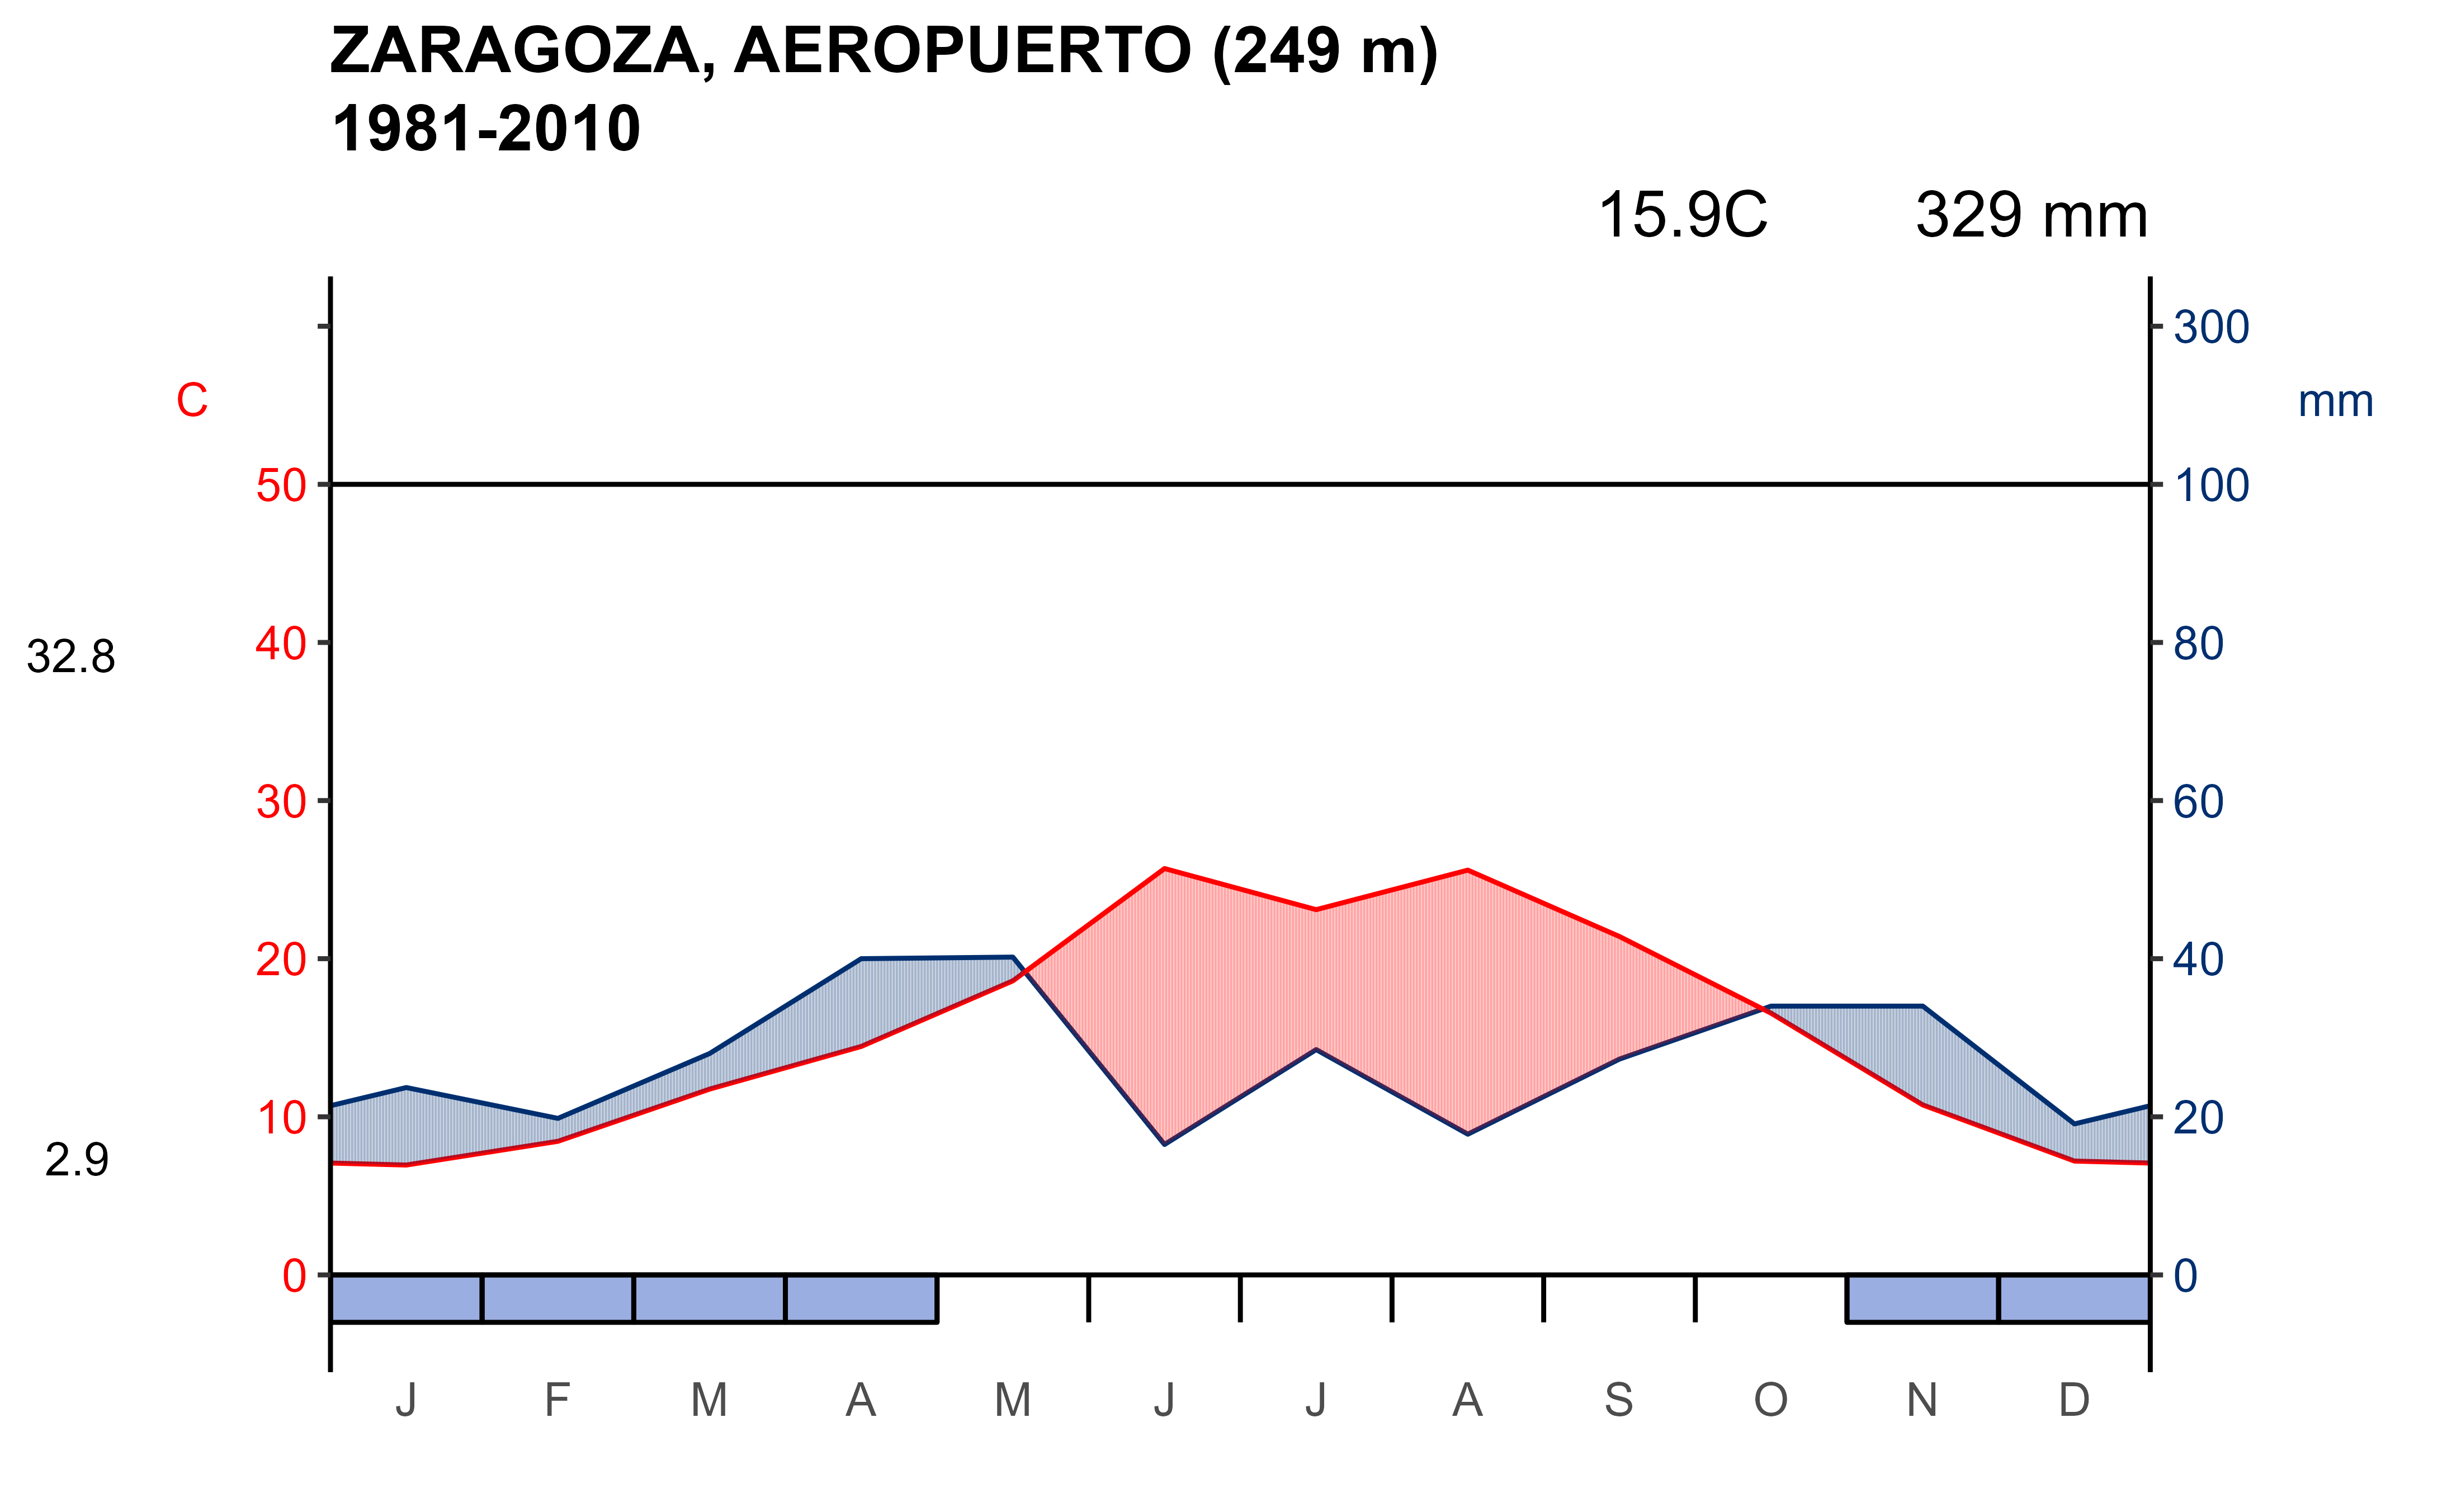 ZARAGOZA, AEROPUERTO (249 m)
1981-2010
15.9C 329 mm
300
C mm
50 100
40 80
32.8
30 60
20 40
10 20
2.9
0 0
J F M A M J J A S O N D